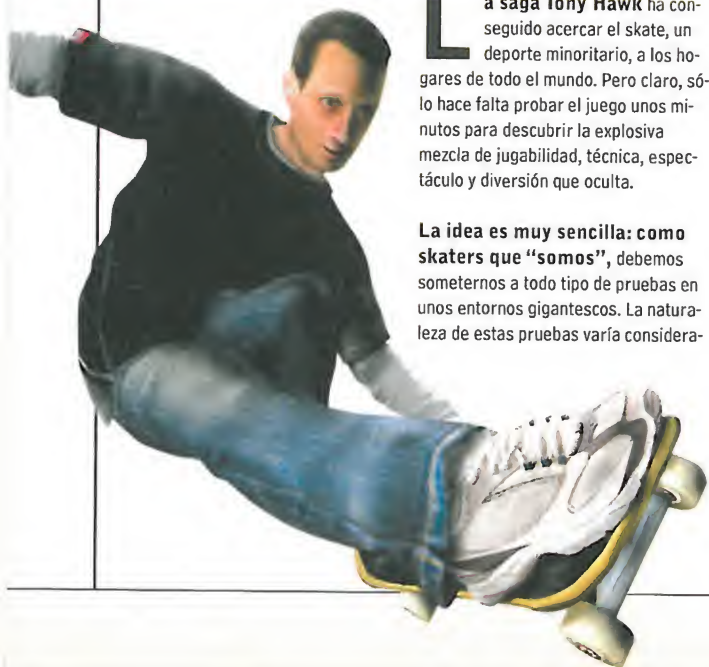 La saga Tony Hawk ha con-
seguido acercar el skate, un
deporte minoritario, a los ho-
gares de todo el mundo. Pero claro, só-
lo hace falta probar el juego unos mi-
nutos para descubrir la explosiva
mezcla de jugabilidad, técnica, espec-
táculo y diversión que oculta.
La idea es muy sencilla: como
skaters que "somos", debemos
someternos a todo tipo de pruebas en
unos entornos gigantescos. La natura-
leza de estas pruebas varía considera-